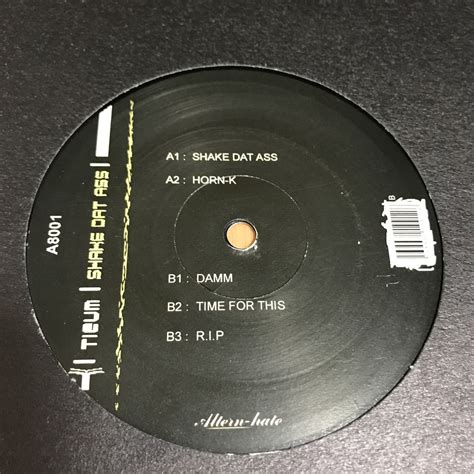 A8001
TIEUM | SHAKE DAT ASS |
A1 : SHAKE DAT ASS
A2 : HORN-K
B1 : DAMM
B2 : TIME FOR THIS
B3 : R.I.P
B
Altern-hate